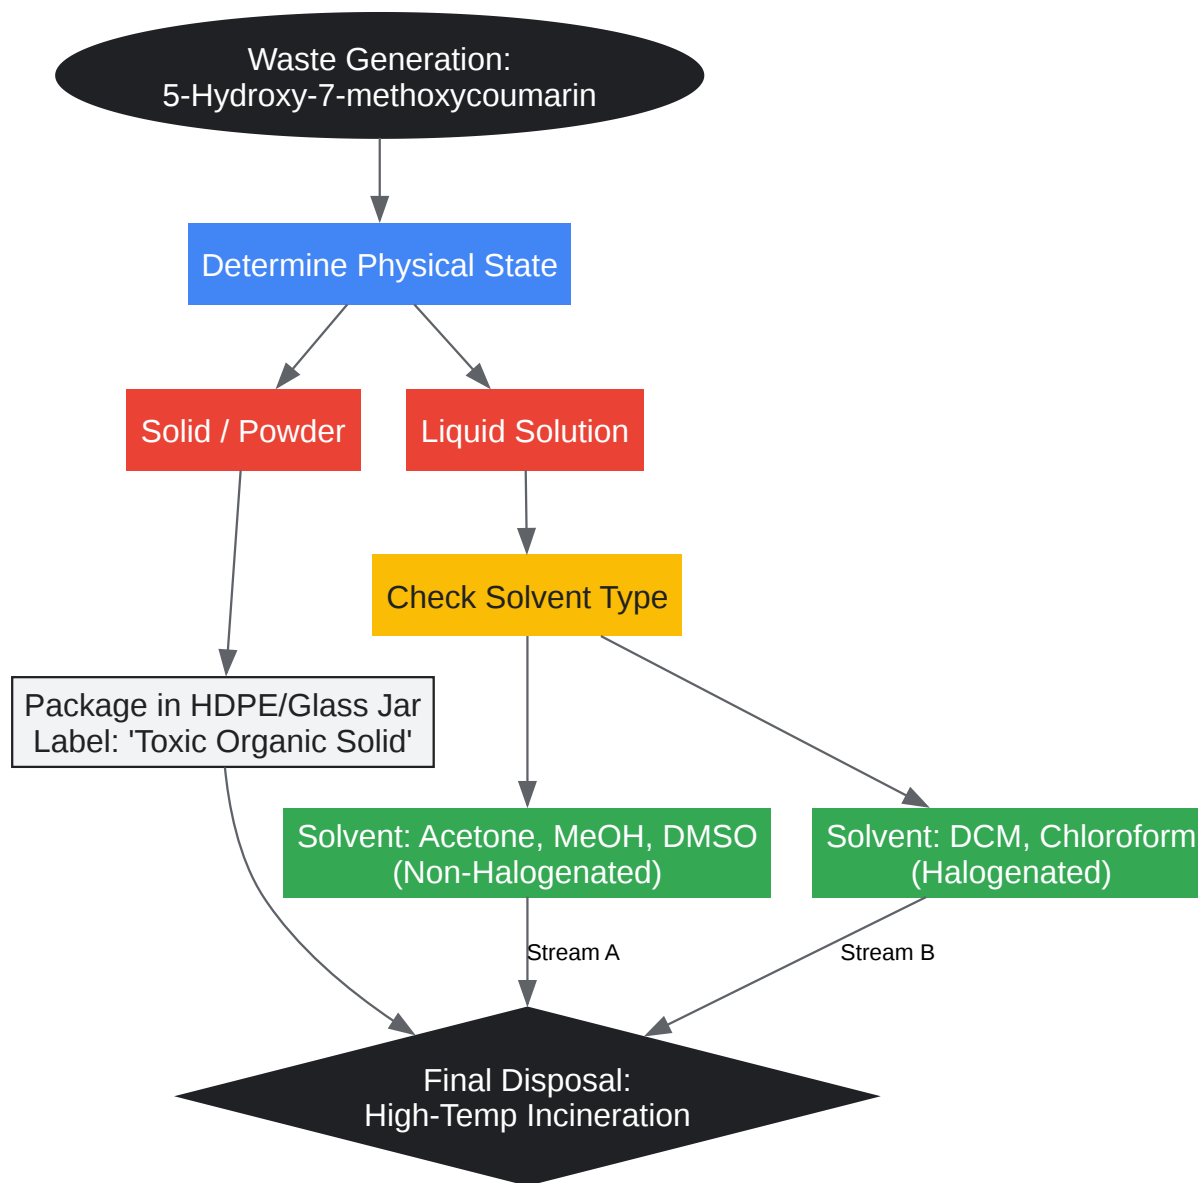 Waste Generation:
5-Hydroxy-7-methoxycoumarin
Determine Physical State
Solid / Powder
Liquid Solution
Check Solvent Type
Package in HDPE/Glass Jar
Label: 'Toxic Organic Solid'
Solvent: Acetone, MeOH, DMSO
(Non-Halogenated)
Solvent: DCM, Chloroform
(Halogenated)
Stream A
Stream B
Final Disposal:
High-Temp Incineration